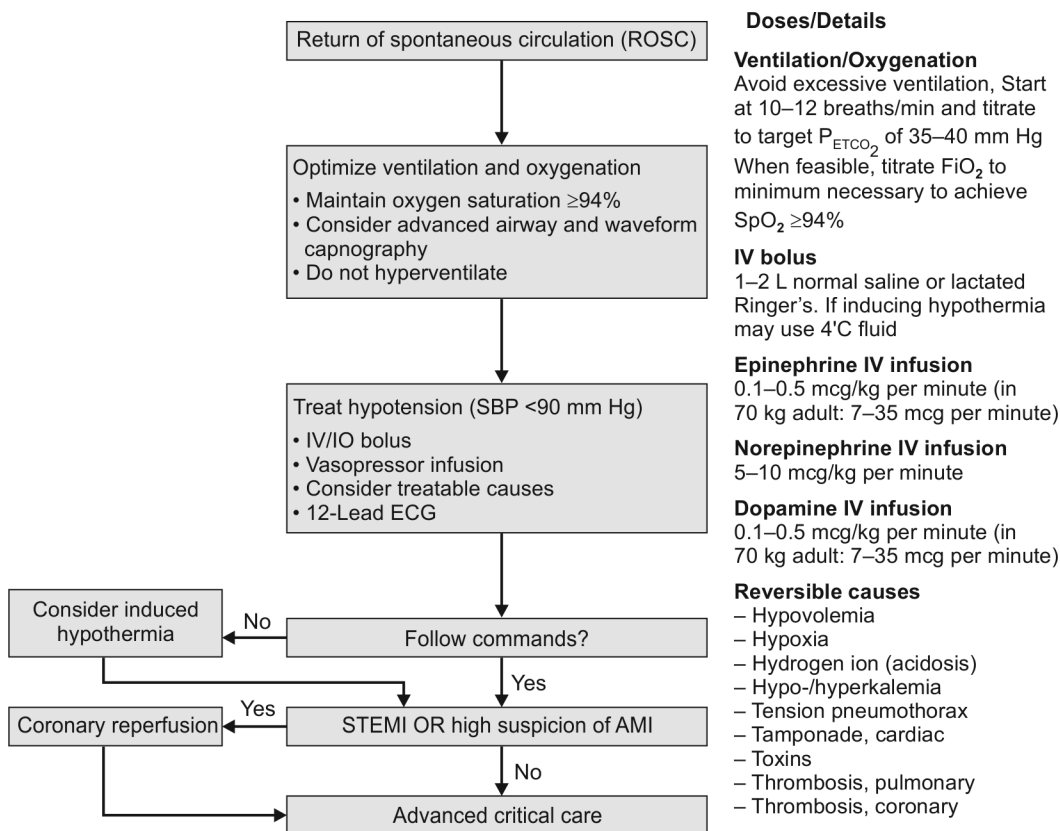 Return of spontaneous circulation (ROSC)
Optimize ventilation and oxygenation
• Maintain oxygen saturation ≥94%
• Consider advanced airway and waveform
capnography
• Do not hyperventilate
Treat hypotension (SBP <90 mm Hg)
• IV/IO bolus
• Vasopressor infusion
• Consider treatable causes
• 12-Lead ECG
Consider induced
hypothermia
No
Follow commands?
Yes
Coronary reperfusion
Yes
STEMI OR high suspicion of AMI
No
Advanced critical care
Doses/Details
Ventilation/Oxygenation
Avoid excessive ventilation, Start
at 10–12 breaths/min and titrate
to target PETCO2 of 35–40 mm Hg
When feasible, titrate FiO2 to
minimum necessary to achieve
SpO2 ≥94%
IV bolus
1–2 L normal saline or lactated
Ringer’s. If inducing hypothermia
may use 4'C fluid
Epinephrine IV infusion
0.1–0.5 mcg/kg per minute (in
70 kg adult: 7–35 mcg per minute)
Norepinephrine IV infusion
5–10 mcg/kg per minute
Dopamine IV infusion
0.1–0.5 mcg/kg per minute (in
70 kg adult: 7–35 mcg per minute)
Reversible causes
– Hypovolemia
– Hypoxia
– Hydrogen ion (acidosis)
– Hypo-/hyperkalemia
– Tension pneumothorax
– Tamponade, cardiac
– Toxins
– Thrombosis, pulmonary
– Thrombosis, coronary